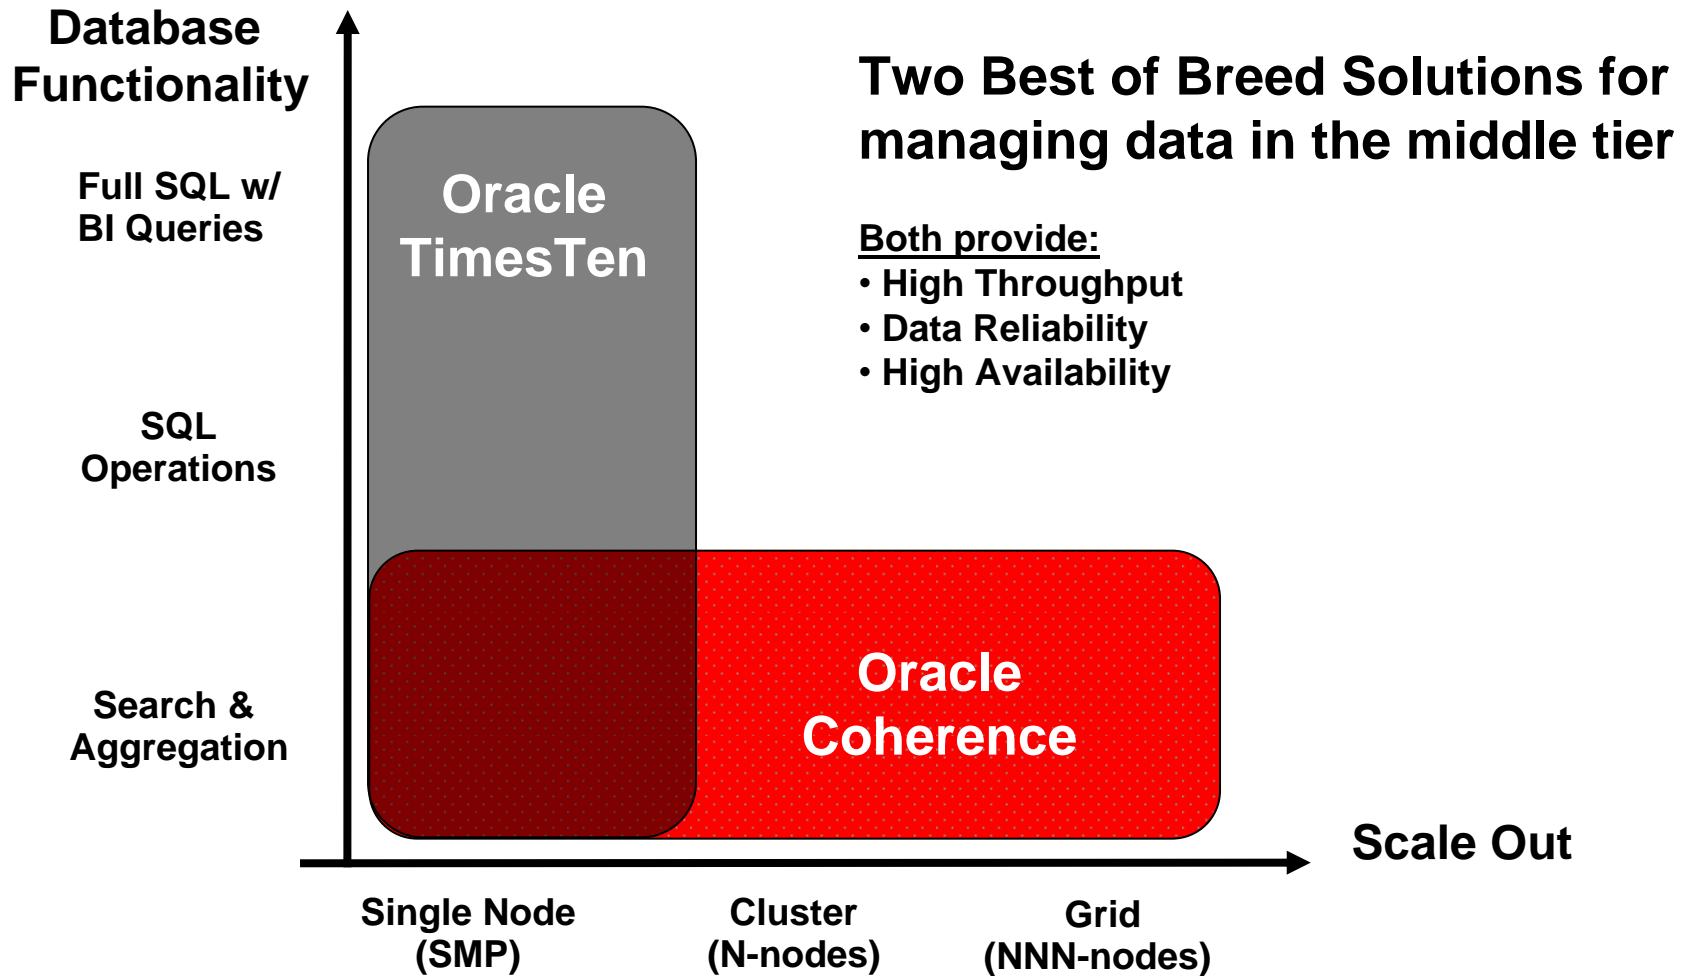 Database
Functionality
Two Best of Breed Solutions for
managing data in the middle tier
Both provide:
• High Throughput
• Data Reliability
• High Availability
Full SQL w/
BI Queries
SQL
Operations
Search &
Aggregation
Oracle
TimesTen
Oracle
Coherence
Scale Out
Single Node
(SMP)
Cluster
(N-nodes)
Grid
(NNN-nodes)